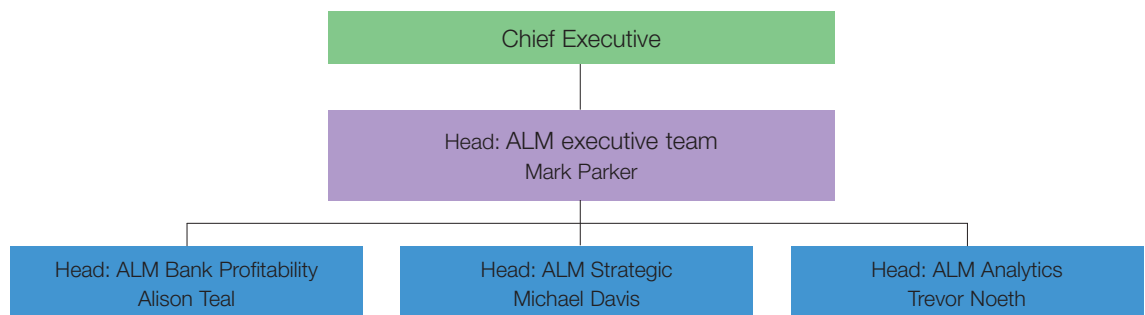 Chief Executive
Head: ALM executive team
Mark Parker
Head: ALM Bank Profitability
Alison Teal
Head: ALM Strategic
Michael Davis
Head: ALM Analytics
Trevor Noeth